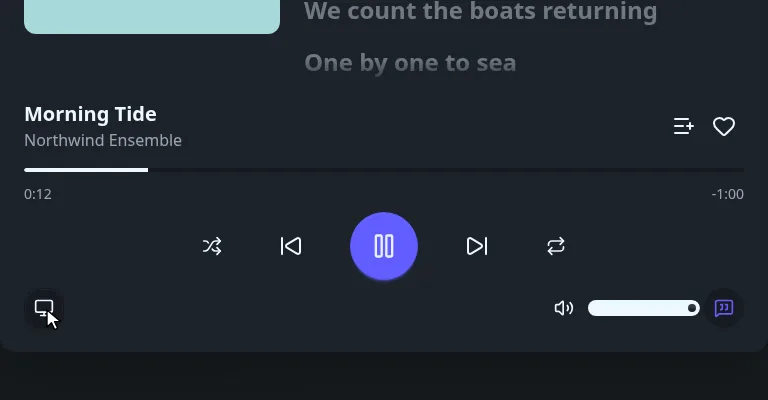 We count the boats returning
One by one to sea
Morning Tide
Northwind Ensemble
0:12
-1:00